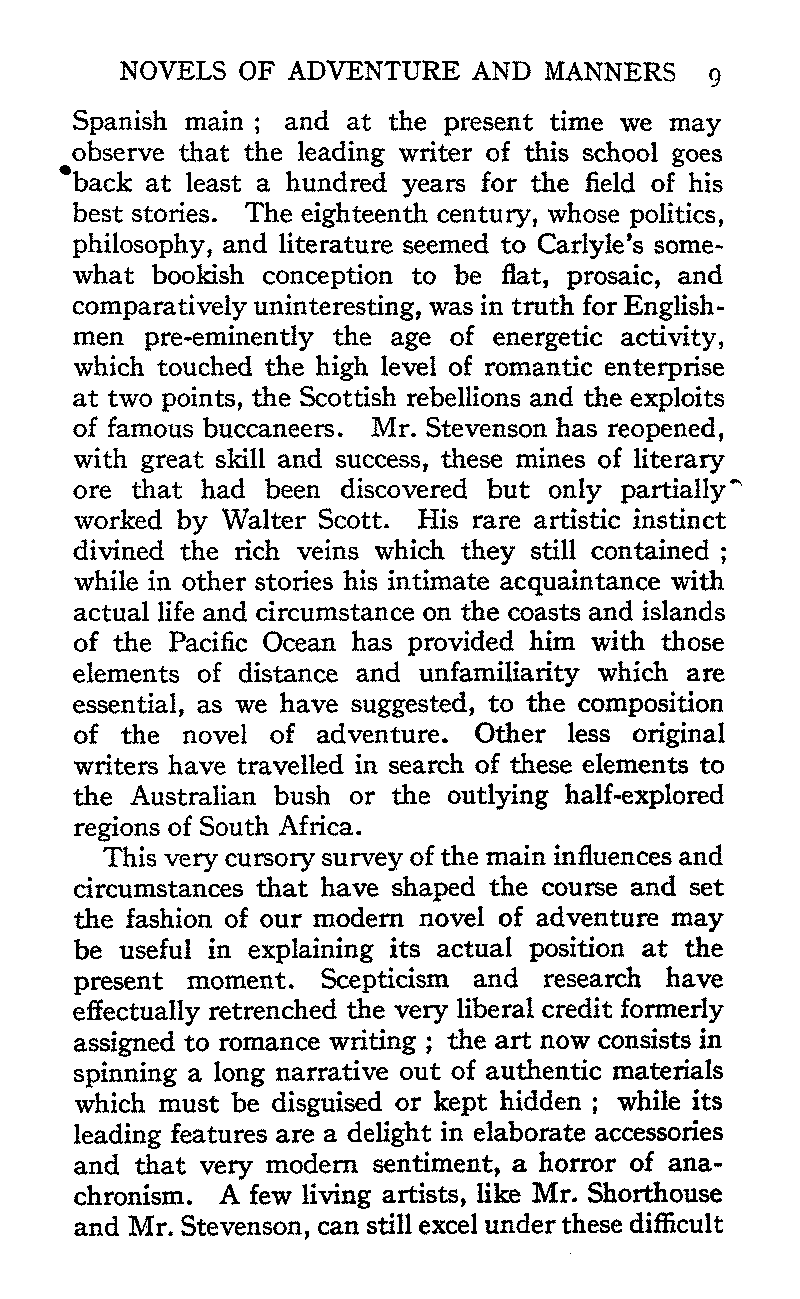 NOVELS OF ADVENTURE AND MANNERS 9
Spanish main ; and at the present time we may
observe that the leading writer of this school goes
back at least a hundred years for the field of his
best stories. The eighteenth century, whose politics,
philosophy, and literature seemed to Carlyle's some-
what bookish conception to be flat, prosaic, and
comparatively uninteresting, was in truth for English-
men pre-eminently the age of energetic activity,
which touched the high level of romantic enterprise
at two points, the Scottish rebellions and the exploits
of famous buccaneers. Mr. Stevenson has reopened,
with great skill and success, these mines of literary
ore that had been discovered but only partially
worked by Walter Scott. His rare artistic instinct
divined the rich veins which they still contained ;
while in other stories his intimate acquaintance with
actual life and circumstance on the coasts and islands
of the Pacific Ocean has provided him with those
elements of distance and unfamiliarity which are
essential, as we have suggested, to the composition
of the novel of adventure. Other less original
writers have travelled in search of these elements to
the Australian bush or the outlying half-explored
regions of South Africa.
This very cursory survey of the main influences and
circumstances that have shaped the course and set
the fashion of our modern novel of adventure may
be useful in explaining its actual position at the
present moment. Scepticism and research have
effectually retrenched the very liberal credit formerly
assigned to romance writing ; the art now consists in
spinning a long narrative out of authentic materials
which must be disguised or kept hidden ; while its
leading features are a delight in elaborate accessories
and that very modern sentiment, a horror of ana-
chronism. A few living artists, like Mr. Shorthouse
and Mr. Stevenson, can still excel under these difficult